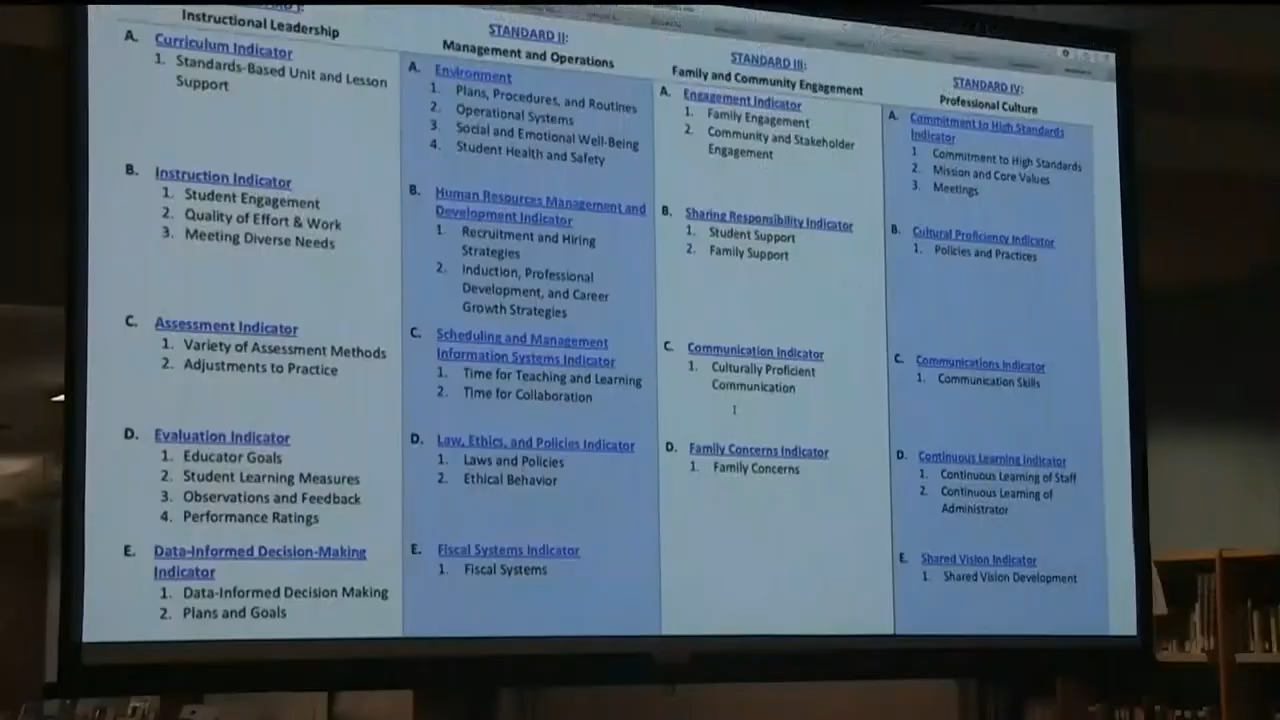 Instructional Leadership
A. Curriculum Indicator
1. Standards-Based Unit and Lesson
Support
B. Instruction Indicator
1. Student Engagement
2. Quality of Effort & Work
3. Meeting Diverse Needs
C. Assessment Indicator
1. Variety of Assessment Methods
2. Adjustments to Practice
D. Evaluation Indicator
1. Educator Goals
2. Student Learning Measures
3. Observations and Feedback
4. Performance Ratings
E. Data-Informed Decision-Making
Indicator
1. Data-Informed Decision Making
2. Plans and Goals
STANDARD II:
Management and Operations
A. Environment
1. Plans, Procedures, and Routines
2. Operational Systems
3. Social and Emotional Well-Being
4. Student Health and Safety
B. Human Resources Management and
Development Indicator
1. Recruitment and Hiring
Strategies
2. Induction, Professional
Development, and Career
Growth Strategies
C. Scheduling and Management
Information Systems Indicator
1. Time for Teaching and Learning
2. Time for Collaboration
D. Law, Ethics, and Policies Indicator
1. Laws and Policies
2. Ethical Behavior
E. Fiscal Systems Indicator
1. Fiscal Systems
STANDARD III:
Family and Community Engagement
A. Engagement Indicator
1. Family Engagement
2. Community and Stakeholder
Engagement
B. Sharing Responsibility Indicator
1. Student Support
2. Family Support
C. Communication Indicator
1. Culturally Proficient
Communication
D. Family Concerns Indicator
1. Family Concerns
STANDARD IV:
Professional Culture
A. Commitment to High Standards
Indicator
1. Commitment to High Standards
2. Mission and Core Values
3. Meetings
B. Cultural Proficiency Indicator
1. Policies and Practices
C. Communications Indicator
1. Communication Skills
D. Continuous Learning Indicator
1. Continuous Learning of Staff
2. Continuous Learning of
Administrator
E. Shared Vision Indicator
1. Shared Vision Development